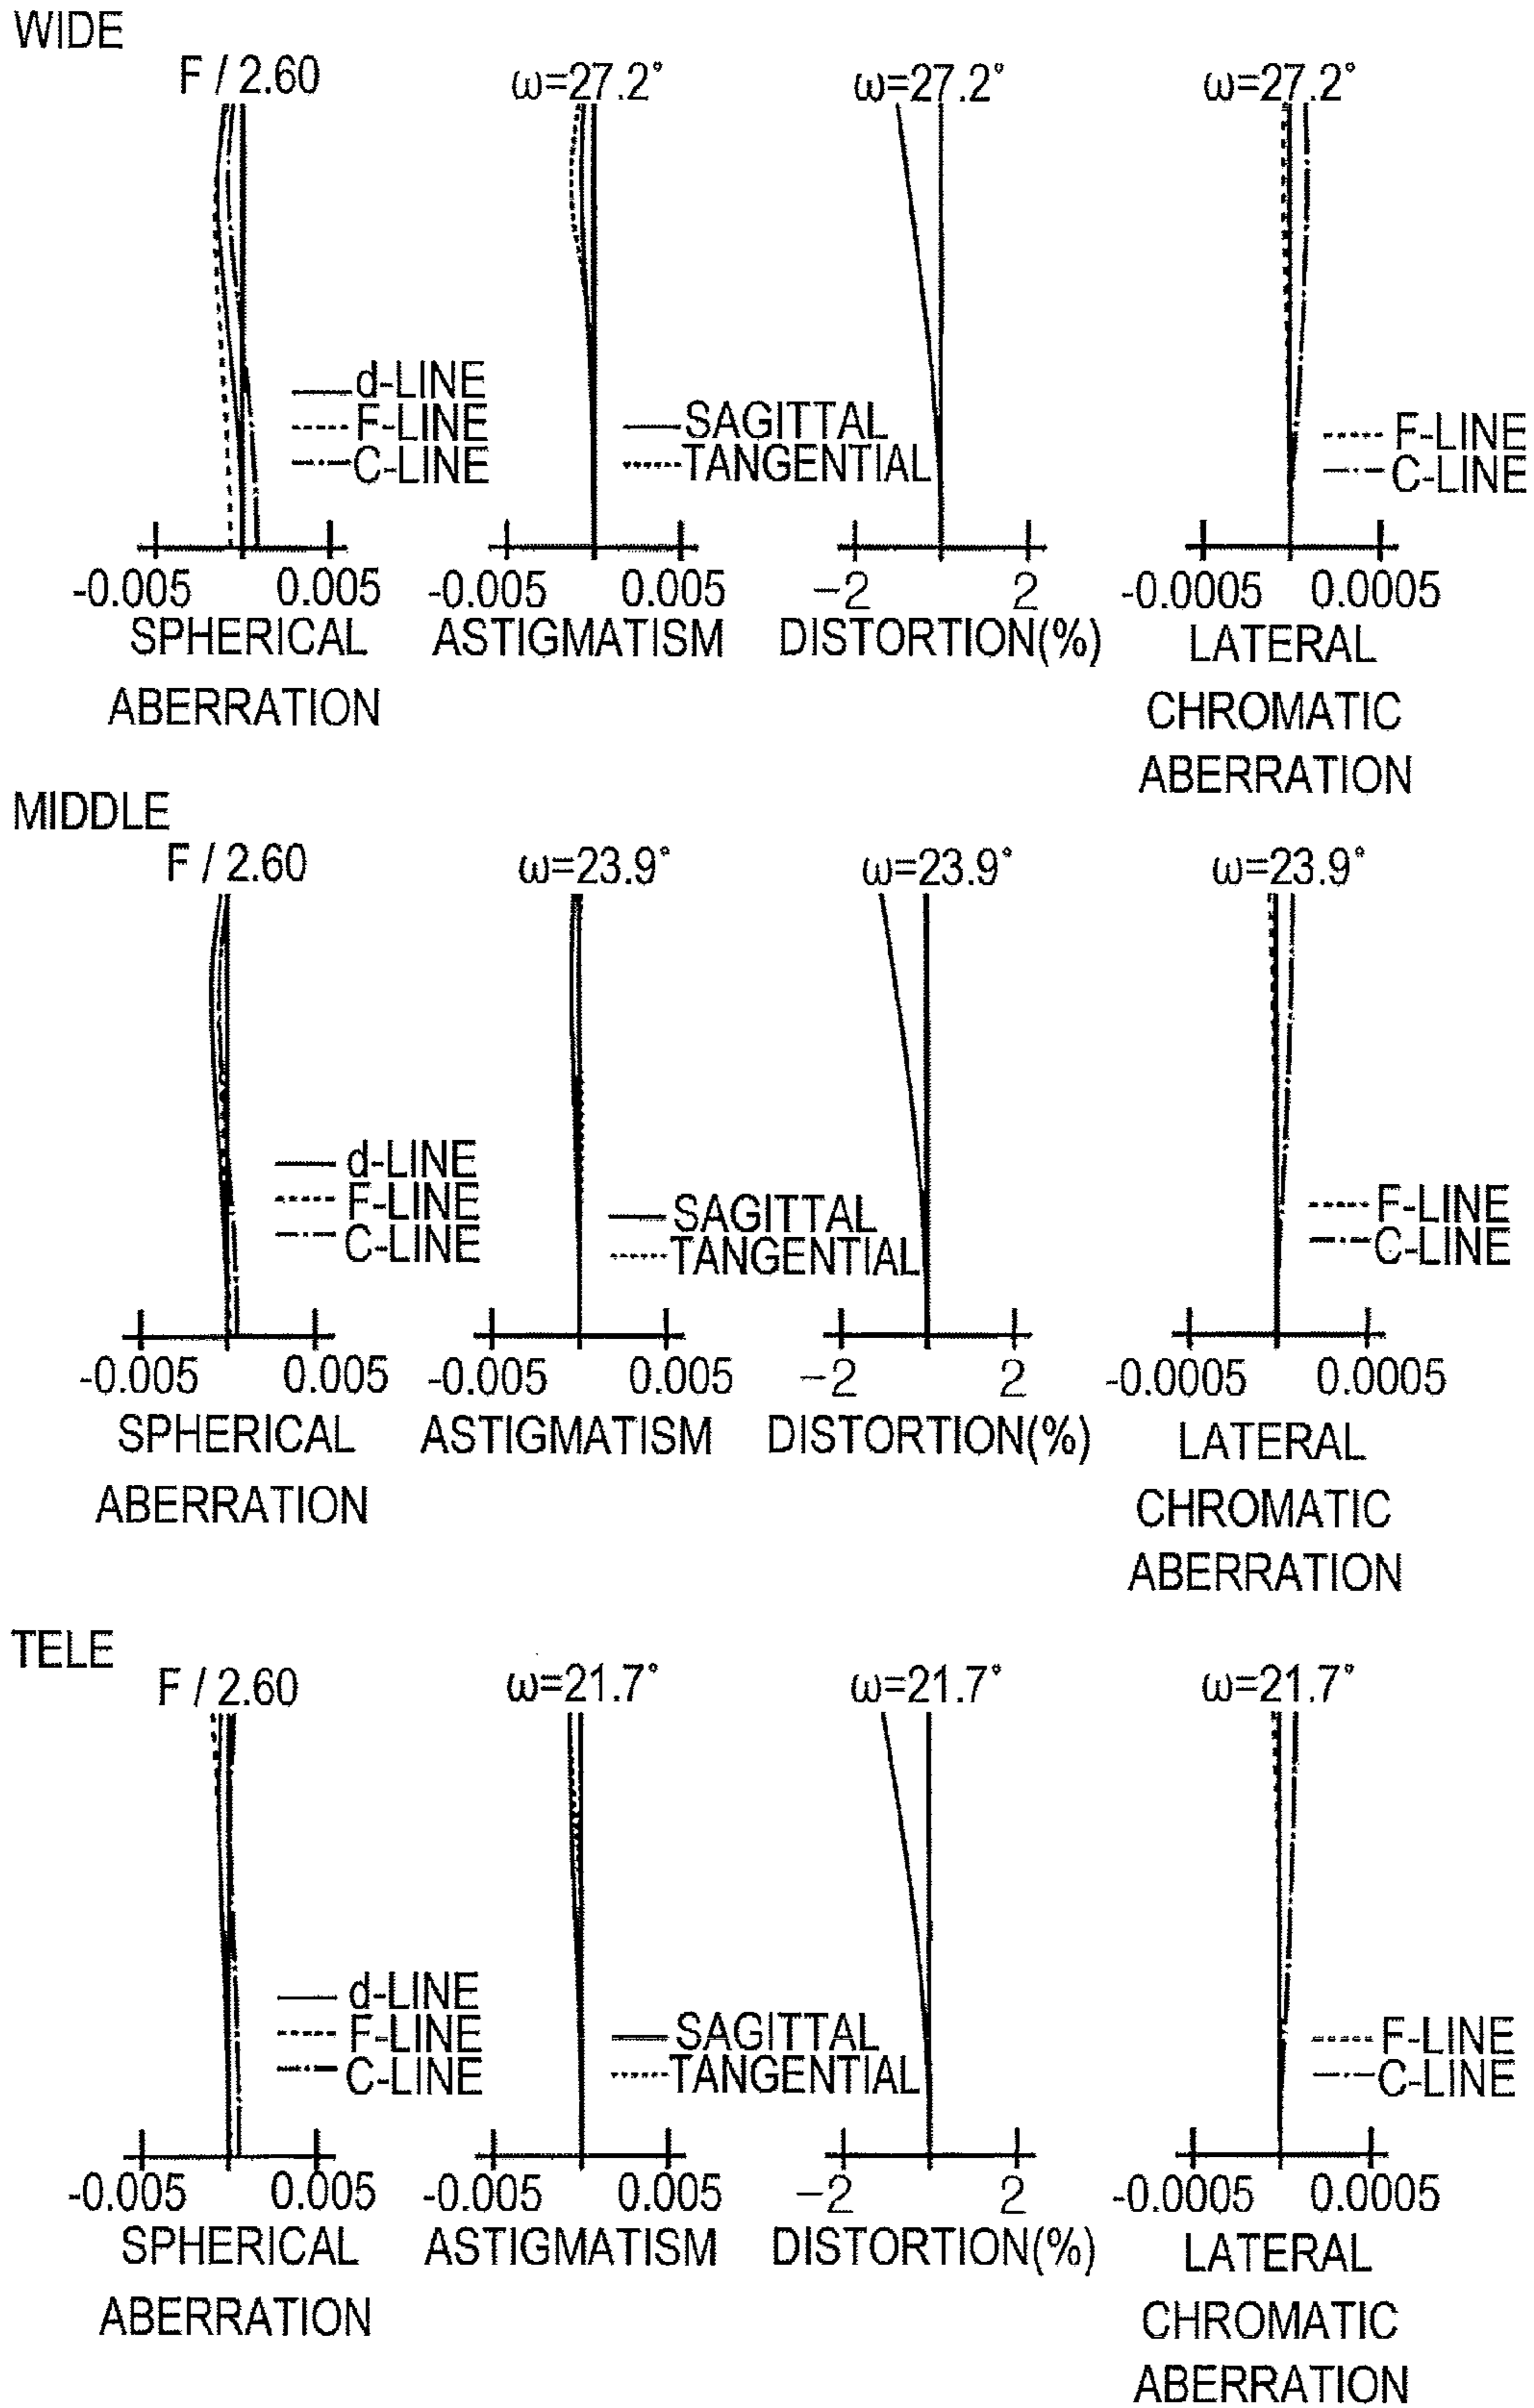 WIDE
F / 2.60
ω=27.2°
ω=27.2°
ω=27.2°
d-LINE
F-LINE
C-LINE
SAGITTAL
TANGENTIAL
F-LINE
C-LINE
-0.005 0.005
-0.005 0.005
-2 2
-0.0005 0.0005
SPHERICAL
ABERRATION
ASTIGMATISM
DISTORTION(%)
LATERAL
CHROMATIC
ABERRATION
MIDDLE
F / 2.60
ω=23.9°
ω=23.9°
ω=23.9°
d-LINE
F-LINE
C-LINE
SAGITTAL
TANGENTIAL
F-LINE
C-LINE
-0.005 0.005
-0.005 0.005
-2 2
-0.0005 0.0005
SPHERICAL
ABERRATION
ASTIGMATISM
DISTORTION(%)
LATERAL
CHROMATIC
ABERRATION
TELE
F / 2.60
ω=21.7°
ω=21.7°
ω=21.7°
d-LINE
F-LINE
C-LINE
SAGITTAL
TANGENTIAL
F-LINE
C-LINE
-0.005 0.005
-0.005 0.005
-2 2
-0.0005 0.0005
SPHERICAL
ABERRATION
ASTIGMATISM
DISTORTION(%)
LATERAL
CHROMATIC
ABERRATION